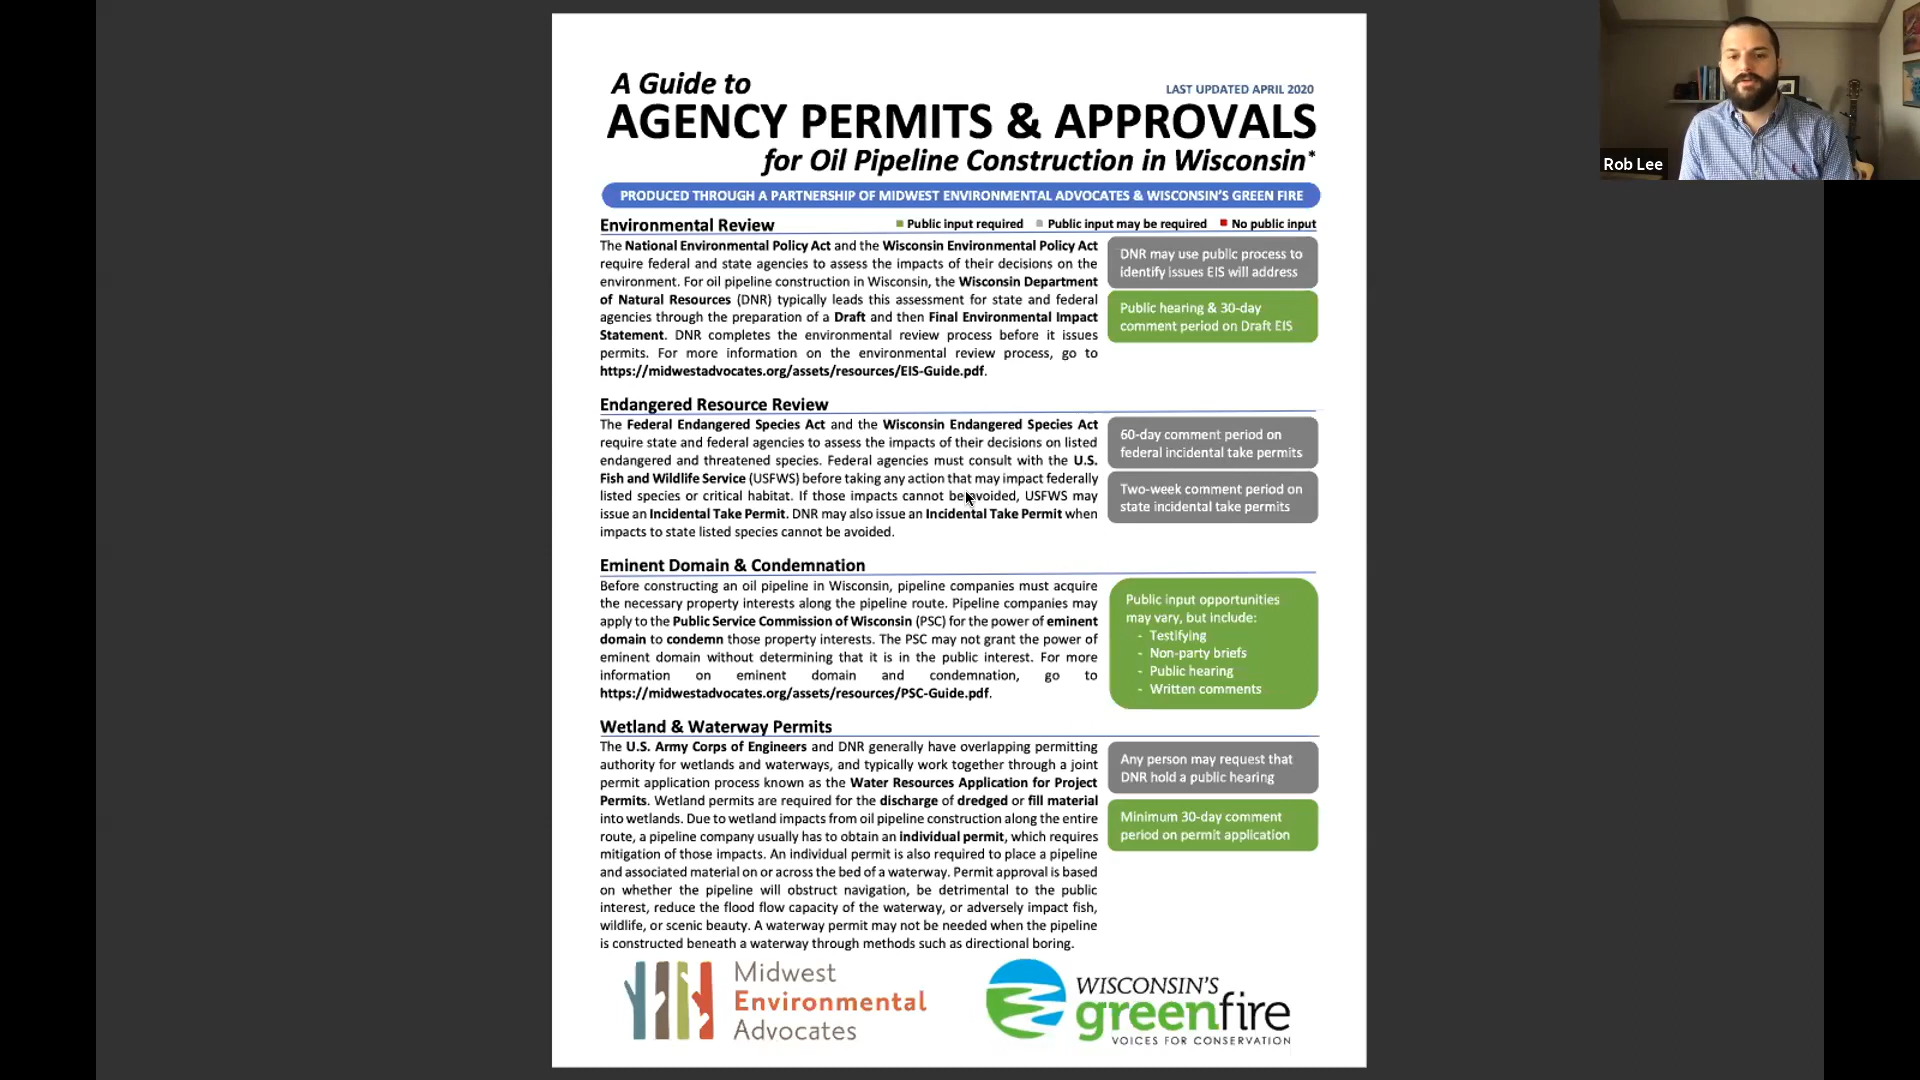 A Guide to
LAST UPDATED APRIL 2020
AGENCY PERMITS & APPROVALS
for Oil Pipeline Construction in Wisconsin*
PRODUCED THROUGH A PARTNERSHIP OF MIDWEST ENVIRONMENTAL ADVOCATES & WISCONSIN'S GREEN FIRE
Environmental Review
Public input required
Public input may be required
No public input
The National Environmental Policy Act and the Wisconsin Environmental Policy Act
require federal and state agencies to assess the impacts of their decisions on the
environment. For oil pipeline construction in Wisconsin, the Wisconsin Department
of Natural Resources (DNR) typically leads this assessment for state and federal
agencies through the preparation of a Draft and then Final Environmental Impact
Statement. DNR completes the environmental review process before it issues
permits. For more information on the environmental review process, go to
https://midwestadvocates.org/assets/resources/EIS-Guide.pdf.
DNR may use public process to
identify issues EIS will address
Public hearing & 30-day
comment period on Draft EIS
Endangered Resource Review
The Federal Endangered Species Act and the Wisconsin Endangered Species Act
require state and federal agencies to assess the impacts of their decisions on listed
endangered and threatened species. Federal agencies must consult with the U.S.
Fish and Wildlife Service (USFWS) before taking any action that may impact federally
listed species or critical habitat. If those impacts cannot be avoided, USFWS may
issue an Incidental Take Permit. DNR may also issue an Incidental Take Permit when
impacts to state listed species cannot be avoided.
60-day comment period on
federal incidental take permits
Two-week comment period on
state incidental take permits
Eminent Domain & Condemnation
Before constructing an oil pipeline in Wisconsin, pipeline companies must acquire
the necessary property interests along the pipeline route. Pipeline companies may
apply to the Public Service Commission of Wisconsin (PSC) for the power of eminent
domain to condemn those property interests. The PSC may not grant the power of
eminent domain without determining that it is in the public interest. For more
information on eminent domain and condemnation, go to
https://midwestadvocates.org/assets/resources/PSC-Guide.pdf.
Public input opportunities
may vary, but include:
- Testifying
- Non-party briefs
- Public hearing
- Written comments
Wetland & Waterway Permits
The U.S. Army Corps of Engineers and DNR generally have overlapping permitting
authority for wetlands and waterways, and typically work together through a joint
permit application process known as the Water Resources Application for Project
Permits. Wetland permits are required for the discharge of dredged or fill material
into wetlands. Due to wetland impacts from oil pipeline construction along the entire
route, a pipeline company usually has to obtain an individual permit, which requires
mitigation of those impacts. An individual permit is also required to place a pipeline
and associated material on or across the bed of a waterway. Permit approval is based
on whether the pipeline will obstruct navigation, be detrimental to the public
interest, reduce the flood flow capacity of the waterway, or adversely impact fish,
wildlife, or scenic beauty. A waterway permit may not be needed when the pipeline
is constructed beneath a waterway through methods such as directional boring.
Any person may request that
DNR hold a public hearing
Minimum 30-day comment
period on permit application
Midwest
Environmental
Advocates
WISCONSIN'S
greenfire
VOICES FOR CONSERVATION
Rob Lee